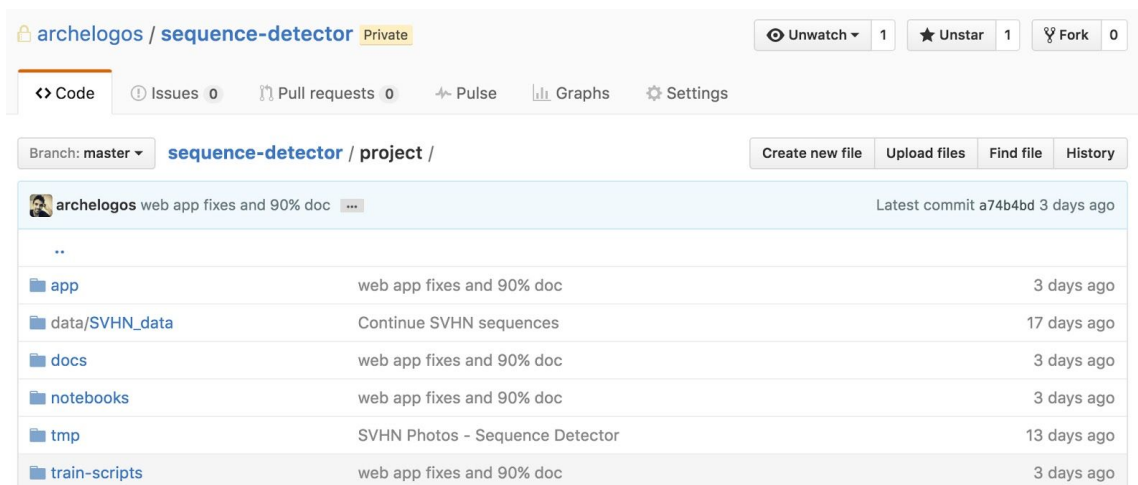 archelogos / sequence-detector Private Unwatch 1 Unstar 1 Fork 0
Code Issues 0 Pull requests 0 Pulse Graphs Settings
Branch: master sequence-detector / project / Create new file Upload files Find file History
archelogos web app fixes and 90% doc ... Latest commit a74b4bd 3 days ago
..
app web app fixes and 90% doc 3 days ago
data/SVHN_data Continue SVHN sequences 17 days ago
docs web app fixes and 90% doc 3 days ago
notebooks web app fixes and 90% doc 3 days ago
tmp SVHN Photos - Sequence Detector 13 days ago
train-scripts web app fixes and 90% doc 3 days ago